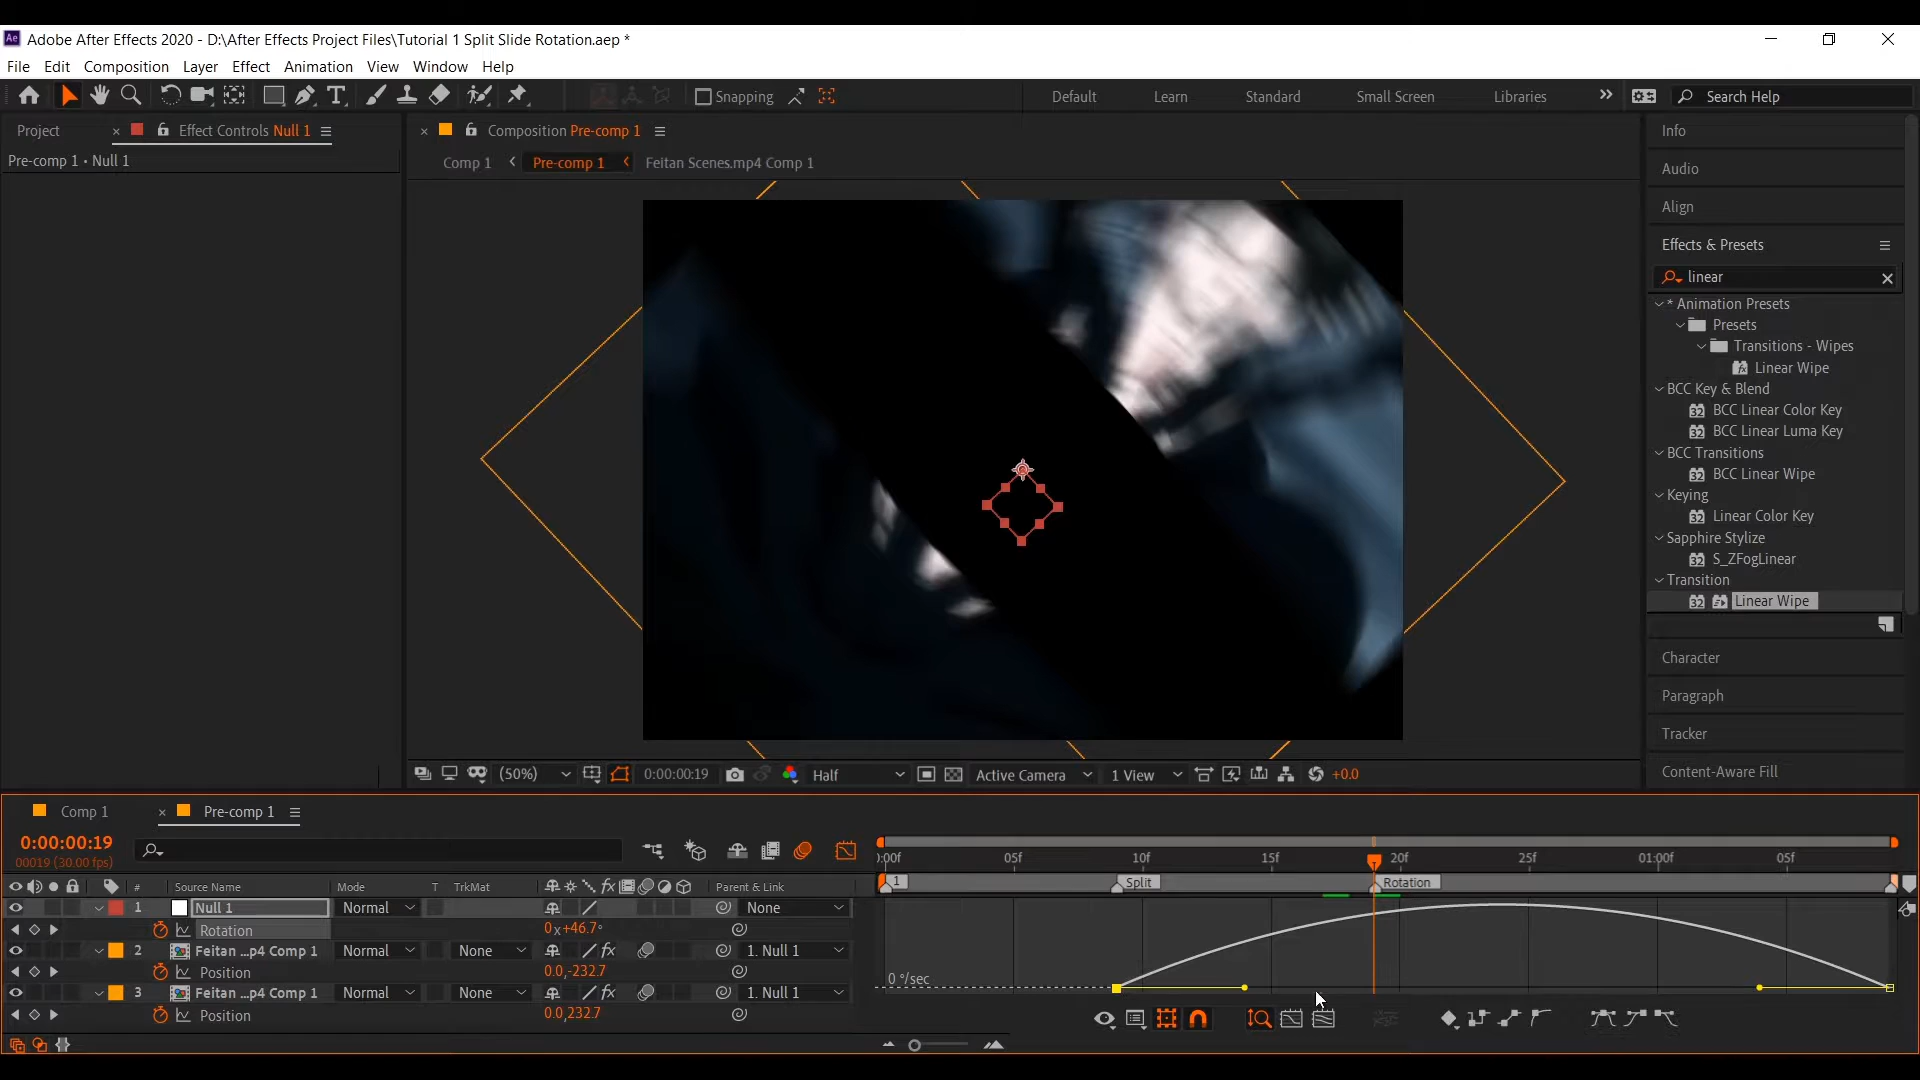 Adobe After Effects 2020 - D:\After Effects Project Files\Tutorial 1 Split Slide Rotation.aep *
File Edit Composition Layer Effect Animation View Window Help
Snapping
Default Learn Standard Small Screen Libraries
Search Help
Project
Effect Controls Null 1
Pre-comp 1 • Null 1
Composition Pre-comp 1
Comp 1 Pre-comp 1 Feitan Scenes.mp4 Comp 1
Info
Audio
Align
Effects & Presets
linear
* Animation Presets
Presets
Transitions - Wipes
Linear Wipe
BCC Key & Blend
BCC Linear Color Key
BCC Linear Luma Key
BCC Transitions
BCC Linear Wipe
Keying
Linear Color Key
Sapphire Stylize
S_ZFogLinear
Transition
Linear Wipe
Character
Paragraph
Tracker
Content-Aware Fill
(50%) 0:00:00:19 Half Active Camera 1 View +0.0
Comp 1 Pre-comp 1
0:00:00:19
00019 (30.00 fps)
):00f 05f 10f 15f 20f 25f 01:00f 05f
# Source Name Mode T TrkMat Parent & Link
1 Split Rotation
1 Null 1 Normal None
Rotation 0x+46.7°
2 Feitan ...p4 Comp 1 Normal None 1. Null 1
Position 0.0,-232.7
3 Feitan ...p4 Comp 1 Normal None 1. Null 1
Position 0.0,232.7
0 °/sec